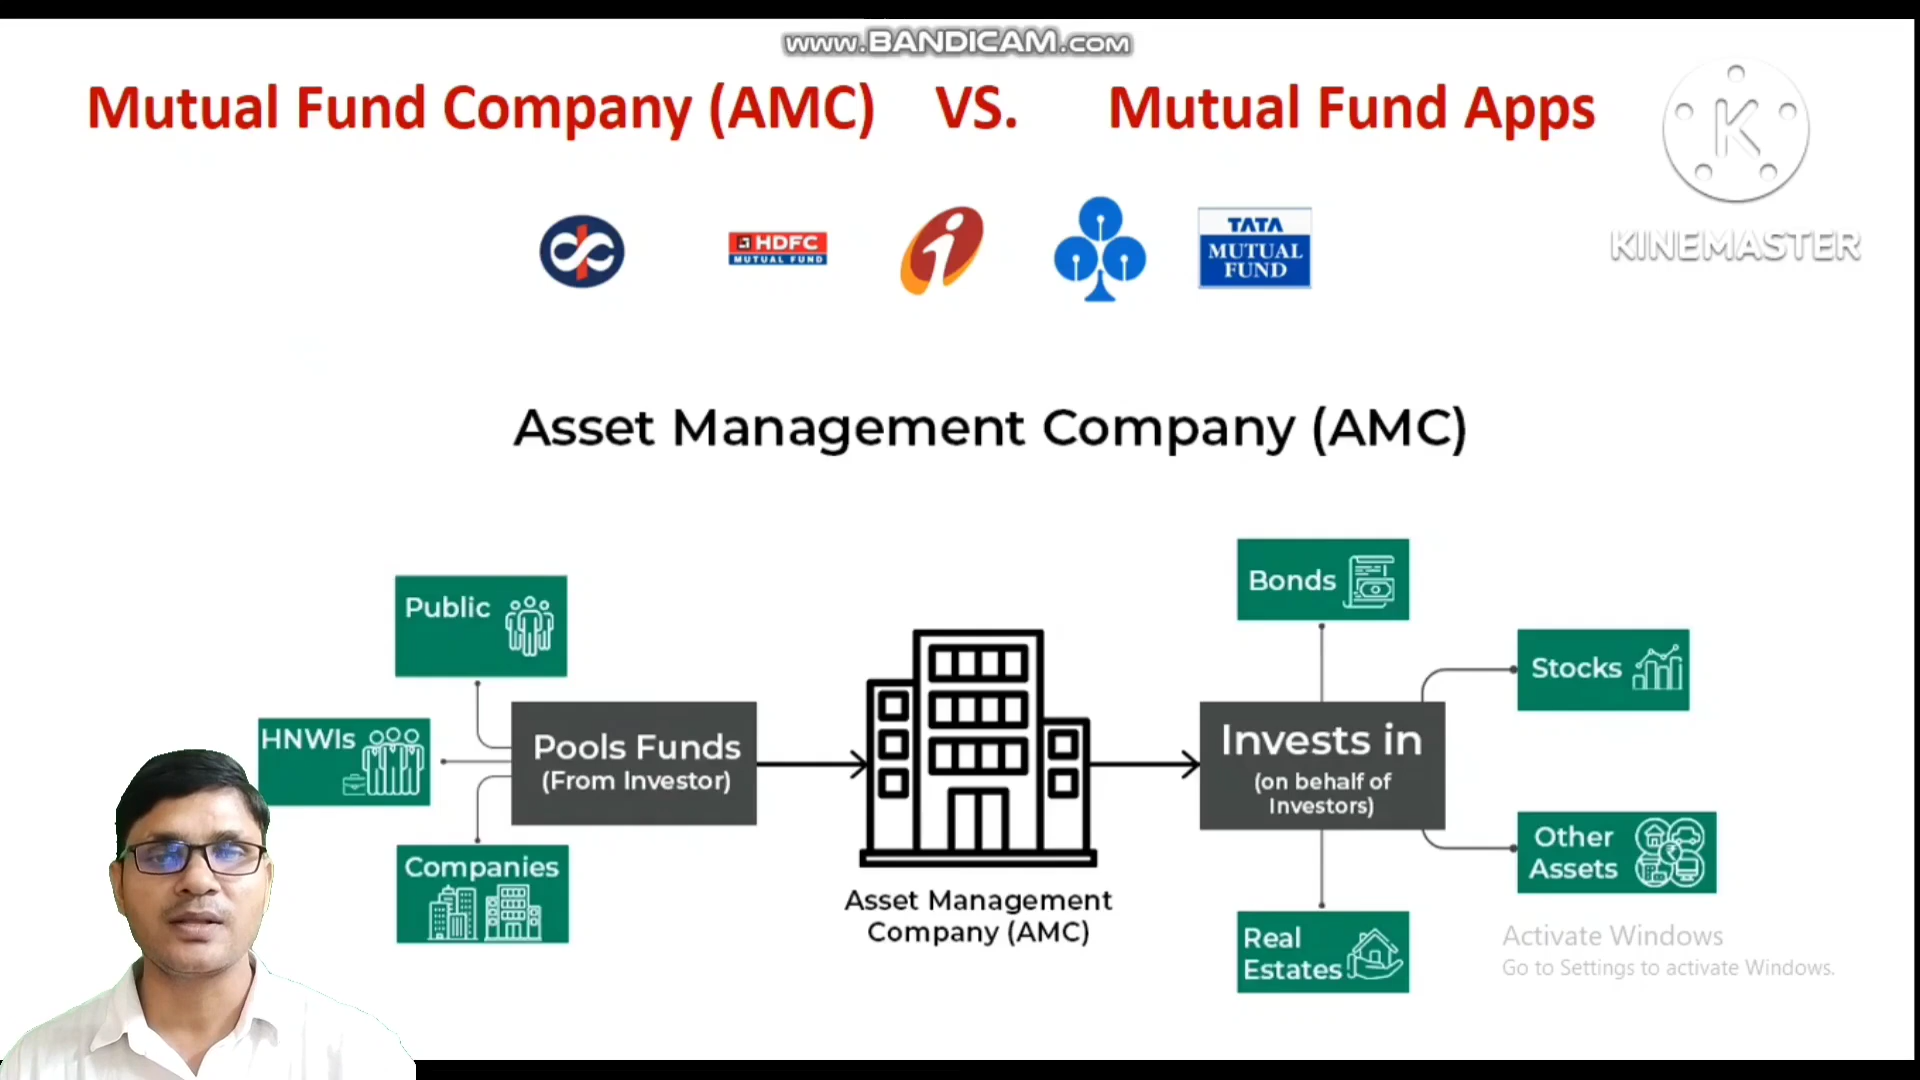 www.BANDICAM.com
Mutual Fund Company (AMC) VS. Mutual Fund Apps
KINEMASTER
HDFC
MUTUAL FUND
TATA
MUTUAL
FUND
Asset Management Company (AMC)
Public
HNWIs
Companies
Pools Funds
(From Investor)
Asset Management
Company (AMC)
Invests in
(on behalf of
Investors)
Bonds
Stocks
Other
Assets
Real
Estates
Activate Windows
Go to Settings to activate Windows.